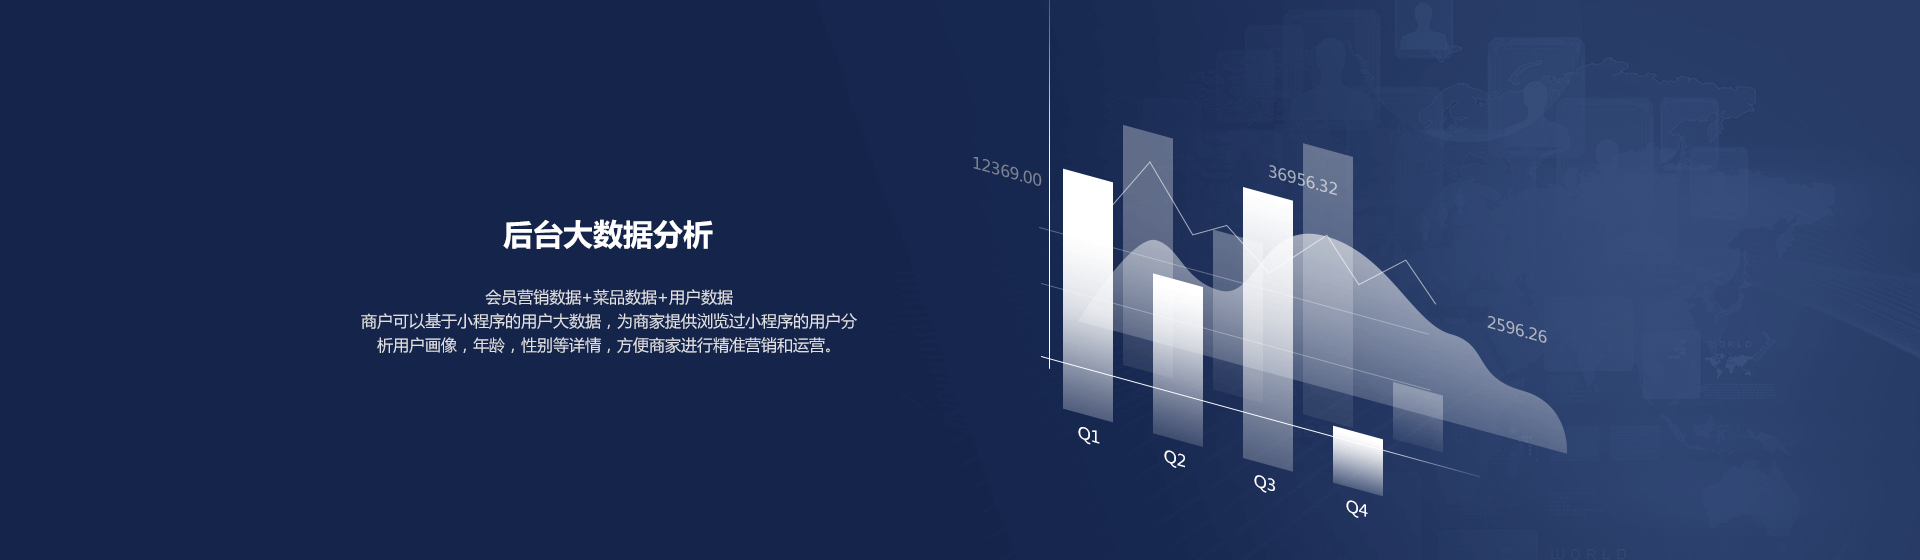 后台大数据分析
会员营销数据+菜品数据+用户数据
商户可以基于小程序的用户大数据，为商家提供浏览过小程序的用户分
析用户画像，年龄，性别等详情，方便商家进行精准营销和运营。
12369.00
36956.32
2596.26
Q1
Q2
Q3
Q4
WORLD
WORLD